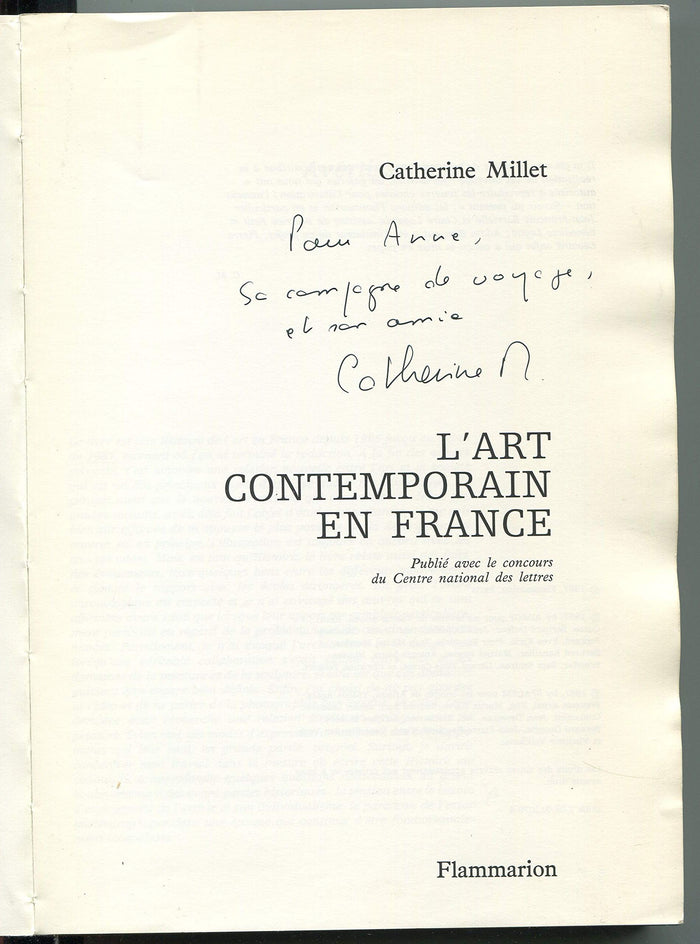 Catherine Millet
Pour Anne,
sa compagne de voyage,
et son amie
Catherine M.
L'ART
CONTEMPORAIN
EN FRANCE
Publié avec le concours
du Centre national des lettres
Flammarion